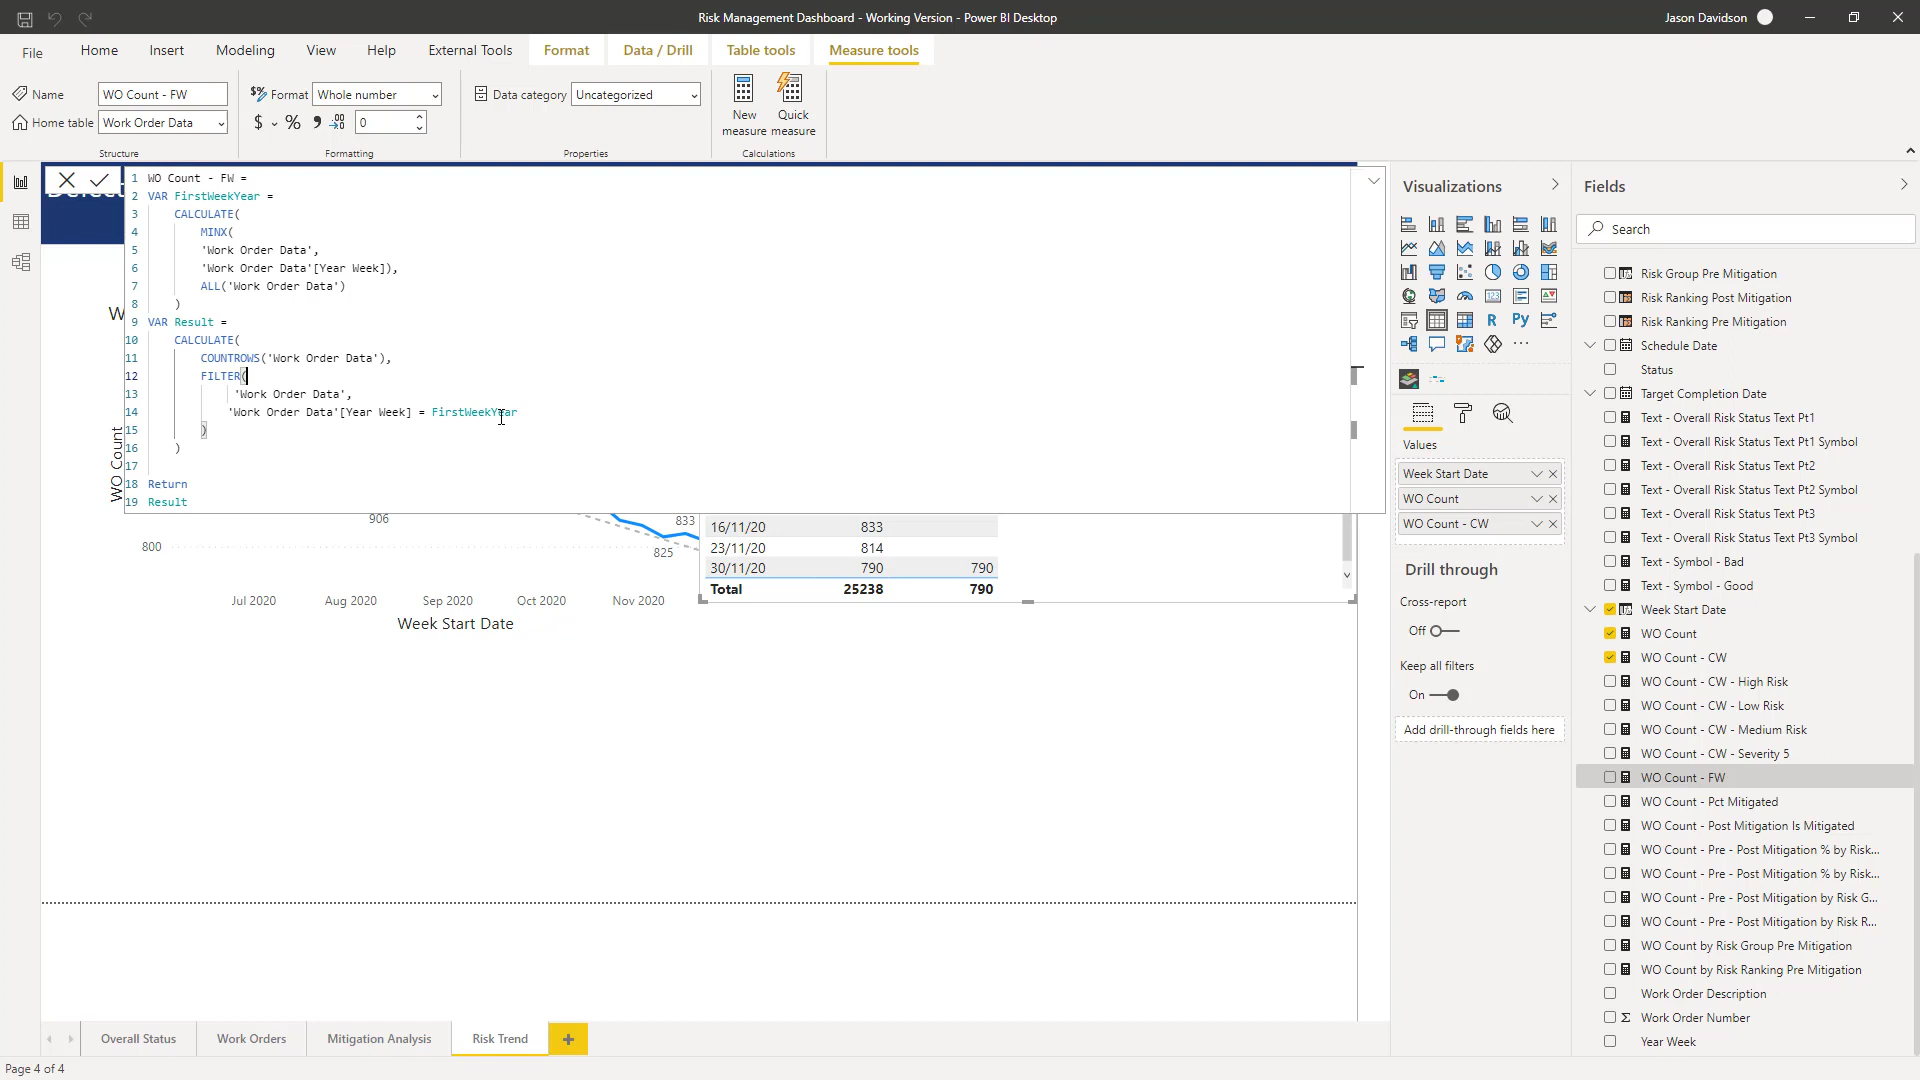 Risk Management Dashboard - Working Version - Power BI Desktop
Jason Davidson
File
Home
Insert
Modeling
View
Help
External Tools
Format
Data / Drill
Table tools
Measure tools
Name
WO Count - FW
Home table
Work Order Data
Structure
Format
Whole number
$
%
0
Formatting
Data category
Uncategorized
Properties
New measure
Quick measure
Calculations
1 WO Count - FW =
2 VAR FirstWeekYear =
3 CALCULATE(
4 MINX(
5 'Work Order Data',
6 'Work Order Data'[Year Week]),
7 ALL('Work Order Data')
8 )
9 VAR Result =
10 CALCULATE(
11 COUNTROWS('Work Order Data'),
12 FILTER(
13 'Work Order Data',
14 'Work Order Data'[Year Week] = FirstWeekYear
15 )
16 )
17
18 Return
19 Result
W
WO Count
906
833
825
800
Jul 2020
Aug 2020
Sep 2020
Oct 2020
Nov 2020
Week Start Date
16/11/20 833
23/11/20 814
30/11/20 790 790
Total 25238 790
Visualizations
R
Py
Values
Week Start Date
WO Count
WO Count - CW
Drill through
Cross-report
Off
Keep all filters
On
Add drill-through fields here
Fields
Search
Risk Group Pre Mitigation
Risk Ranking Post Mitigation
Risk Ranking Pre Mitigation
Schedule Date
Status
Target Completion Date
Text - Overall Risk Status Text Pt1
Text - Overall Risk Status Text Pt1 Symbol
Text - Overall Risk Status Text Pt2
Text - Overall Risk Status Text Pt2 Symbol
Text - Overall Risk Status Text Pt3
Text - Overall Risk Status Text Pt3 Symbol
Text - Symbol - Bad
Text - Symbol - Good
Week Start Date
WO Count
WO Count - CW
WO Count - CW - High Risk
WO Count - CW - Low Risk
WO Count - CW - Medium Risk
WO Count - CW - Severity 5
WO Count - FW
WO Count - Pct Mitigated
WO Count - Post Mitigation Is Mitigated
WO Count - Pre - Post Mitigation % by Risk...
WO Count - Pre - Post Mitigation % by Risk...
WO Count - Pre - Post Mitigation by Risk G...
WO Count - Pre - Post Mitigation by Risk R...
WO Count by Risk Group Pre Mitigation
WO Count by Risk Ranking Pre Mitigation
Work Order Description
Σ Work Order Number
Year Week
Overall Status
Work Orders
Mitigation Analysis
Risk Trend
+
Page 4 of 4